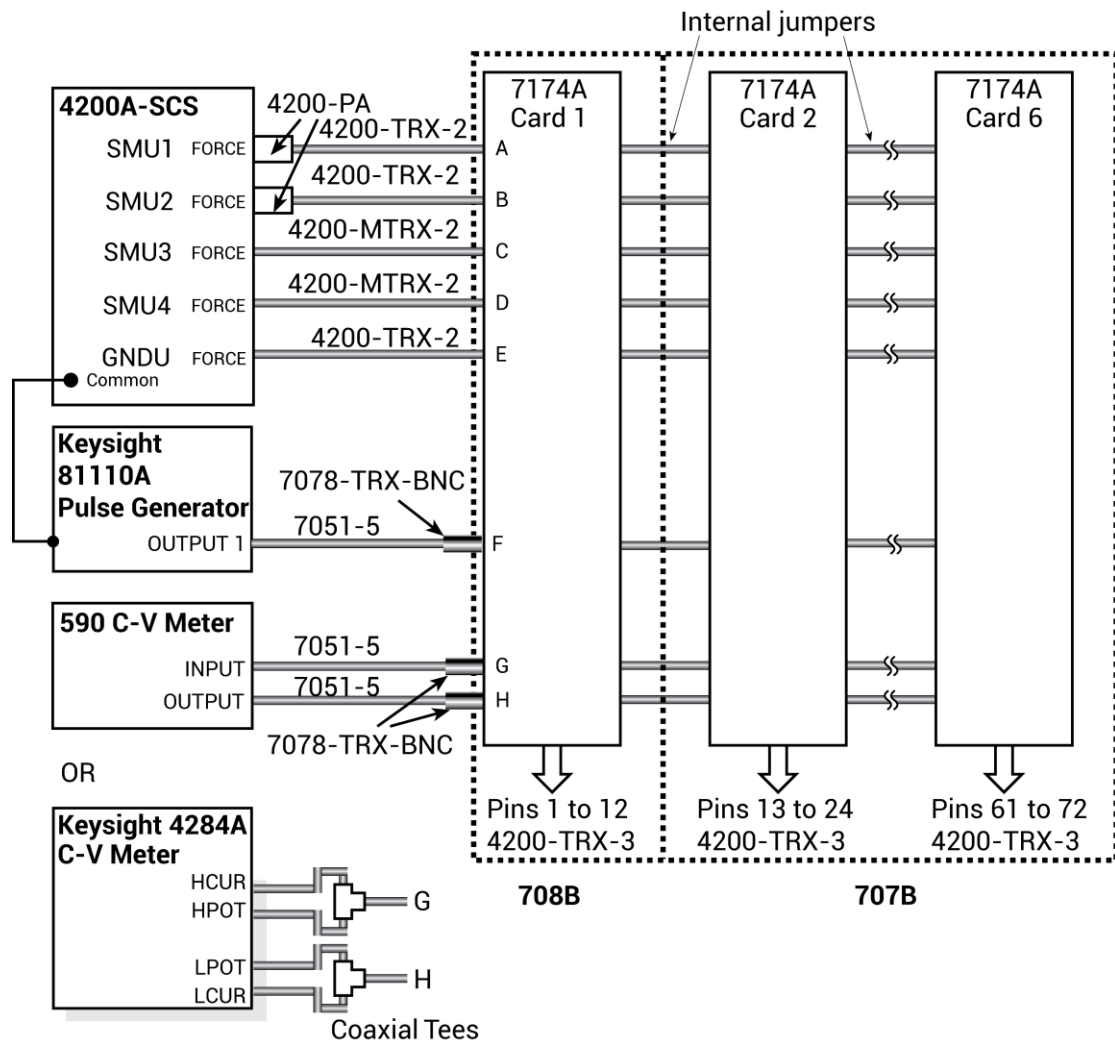 Internal jumpers
4200A-SCS
SMU1 FORCE
SMU2 FORCE
SMU3 FORCE
SMU4 FORCE
GNDU FORCE
Common
4200-PA
4200-TRX-2
4200-TRX-2
4200-MTRX-2
4200-MTRX-2
4200-TRX-2
7174A
Card 1
A
B
C
D
E
F
G
H
7174A
Card 2
7174A
Card 6
Keysight
81110A
Pulse Generator
OUTPUT 1
7078-TRX-BNC
7051-5
590 C-V Meter
INPUT
OUTPUT
7051-5
7051-5
7078-TRX-BNC
Pins 1 to 12
4200-TRX-3
Pins 13 to 24
4200-TRX-3
Pins 61 to 72
4200-TRX-3
708B
707B
OR
Keysight 4284A
C-V Meter
HCUR
HPOT
LPOT
LCUR
G
H
Coaxial Tees